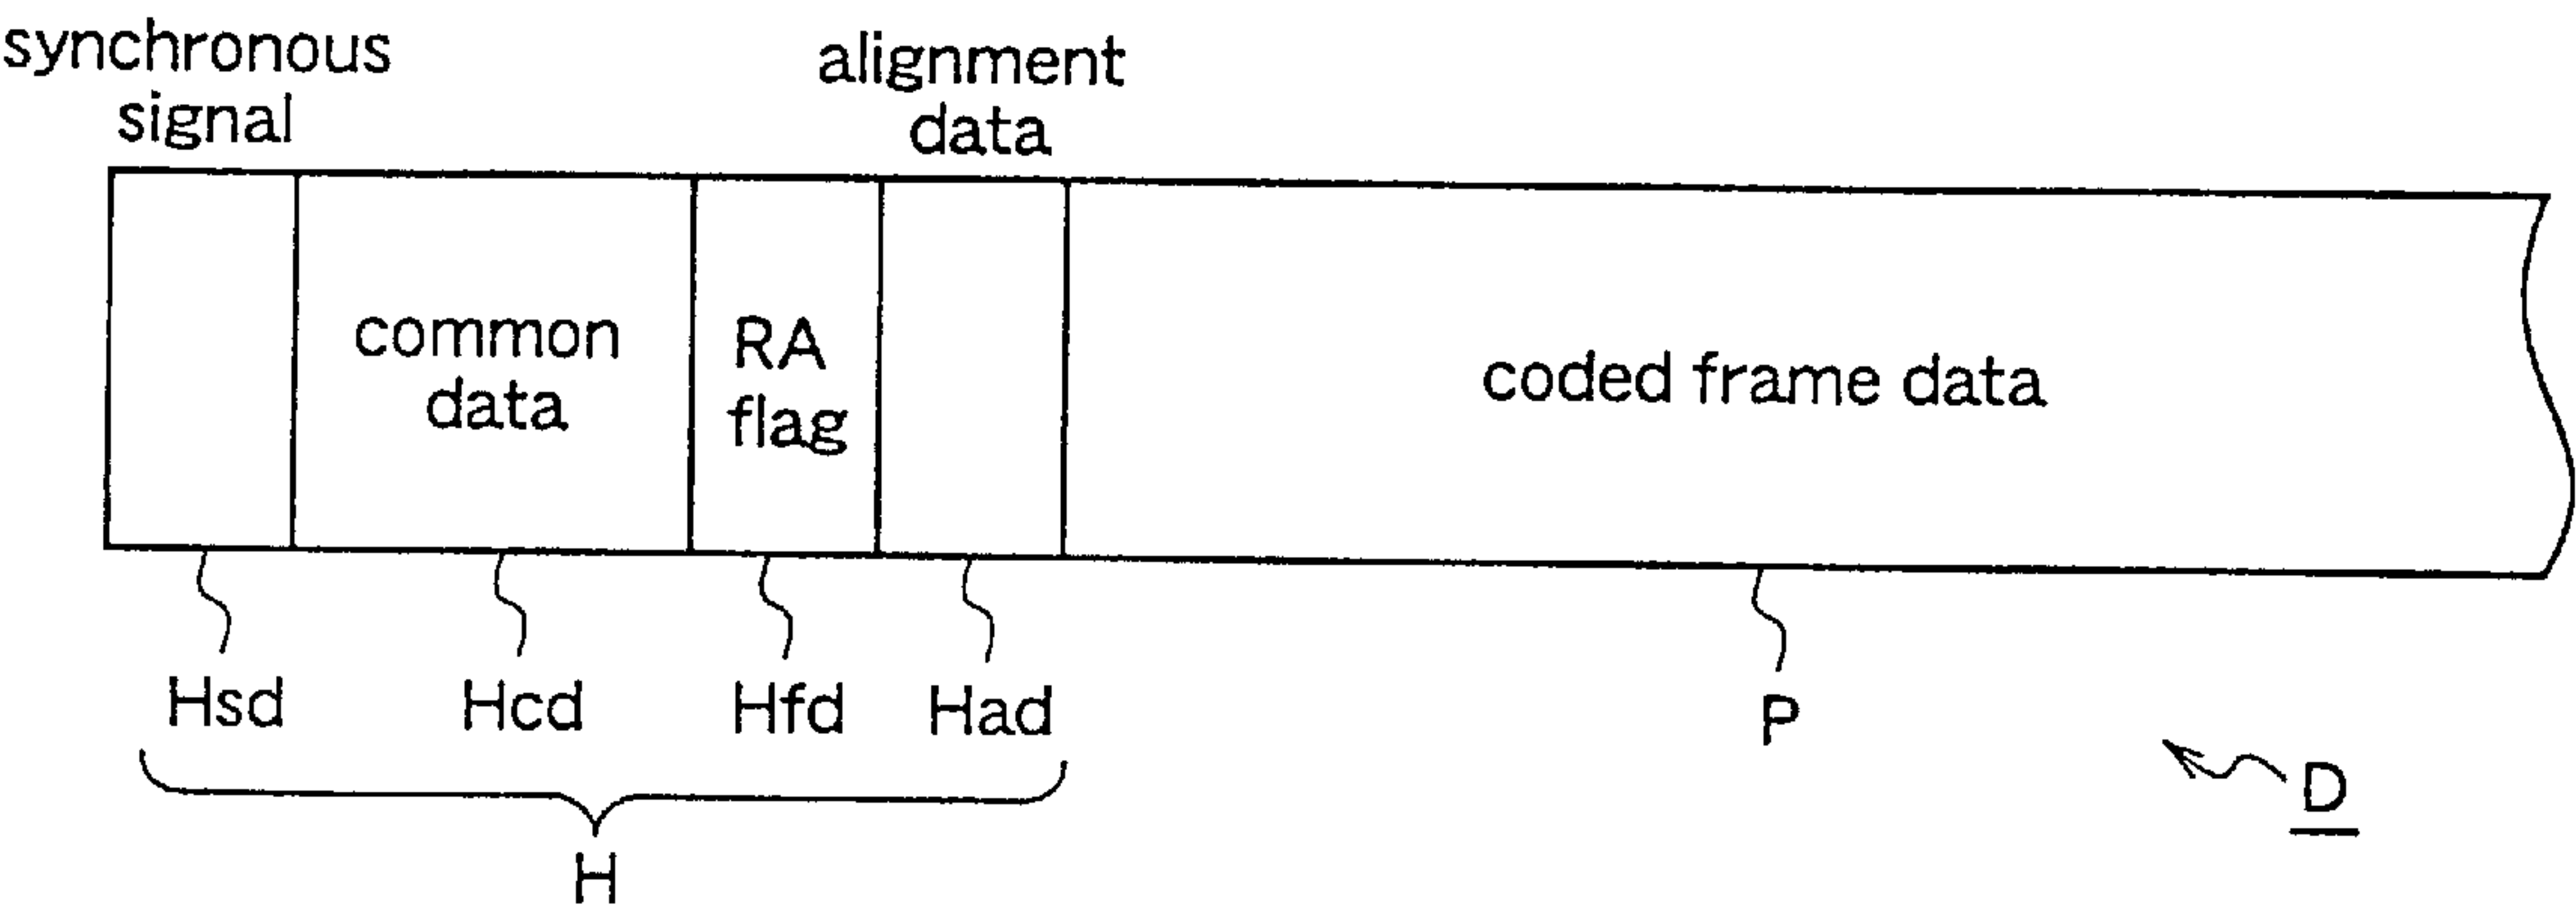 synchronous
signal
alignment
data
common
data
RA
flag
coded frame data
Hsd
Hcd
Hfd
Had
P
D
H